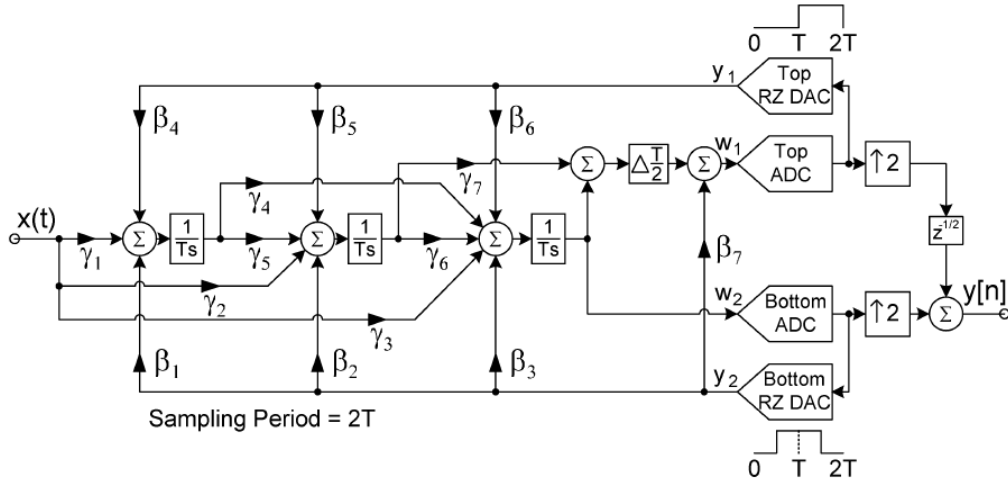 0 T 2T
y1
Top RZ DAC
β4
β5
β6
w1
Top ADC
↑2
Σ
Δ T/2
Σ
γ7
γ4
x(t)
γ1
Σ
1/Ts
γ5
Σ
1/Ts
γ6
Σ
1/Ts
z^-1/2
β7
γ2
γ3
w2
Bottom ADC
↑2
Σ
y[n]
β1
β2
β3
y2
Bottom RZ DAC
Sampling Period = 2T
0 T 2T